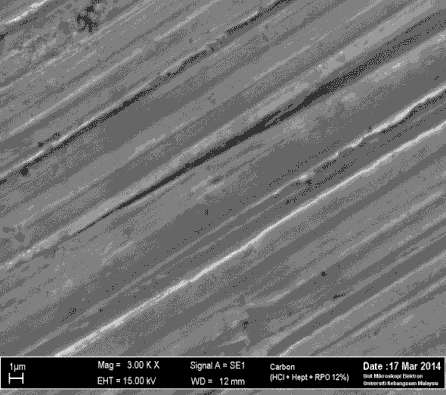 1µm
Mag = 3.00 K X
Signal A = SE1
Carbon
Date :17 Mar 2014
EHT = 15.00 kV
WD = 12 mm
(HCl + Hept + RPO 12%)
Unit Mikroskopi Elektron
Universiti Kebangsaan Malaysia